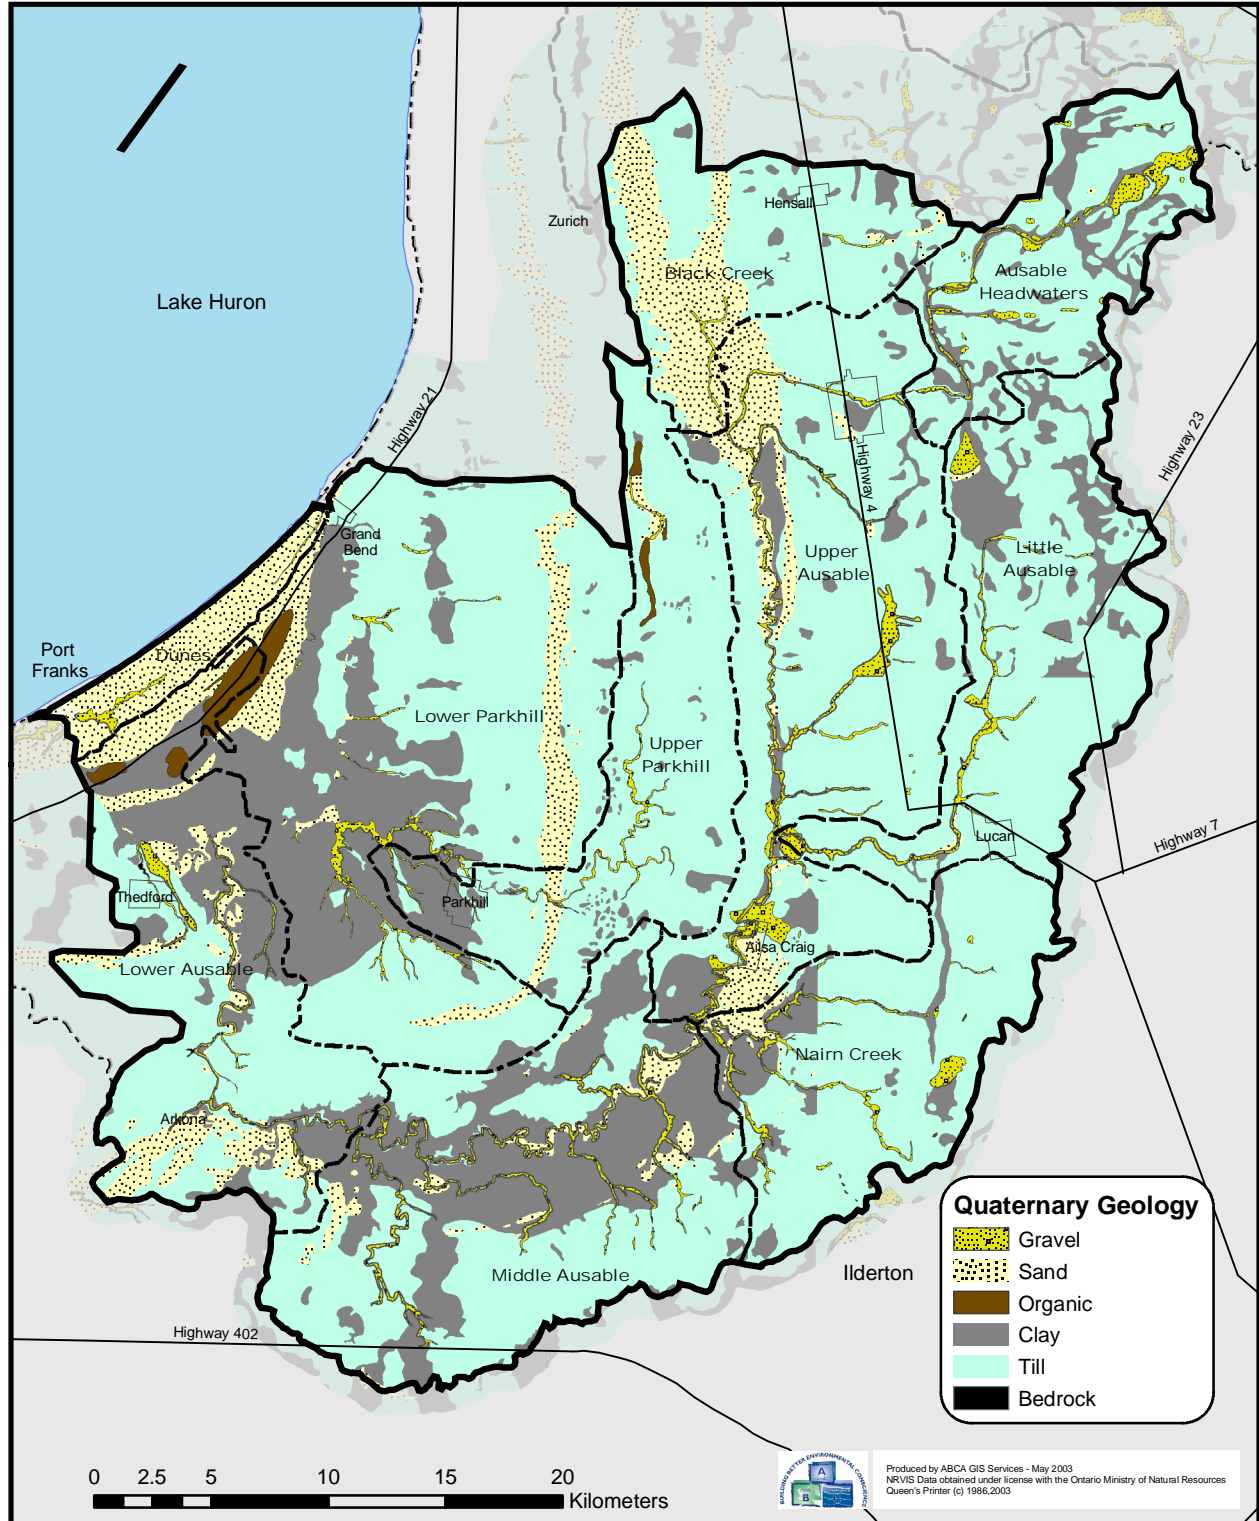 Zurich
Hensall
Black Creek
Ausable
Headwaters
Lake Huron
Highway 21
Highway 23
Highway 4
Grand
Bend
Upper
Ausable
Little
Ausable
Port
Franks
Dunes
Lower Parkhill
Upper
Parkhill
Lucan
Highway 7
Thedford
Parkhill
Ailsa Craig
Lower Ausable
Nairn Creek
Arkona
Middle Ausable
Ilderton
Highway 402
Quaternary Geology
Gravel
Sand
Organic
Clay
Till
Bedrock
0 2.5 5 10 15 20
Kilometers
BUILDING BETTER ENVIRONMENTAL CONSCIENCE
A
B
Produced by ABCA GIS Services - May 2003
NRVIS Data obtained under license with the Ontario Ministry of Natural Resources
Queen's Printer (c) 1986,2003